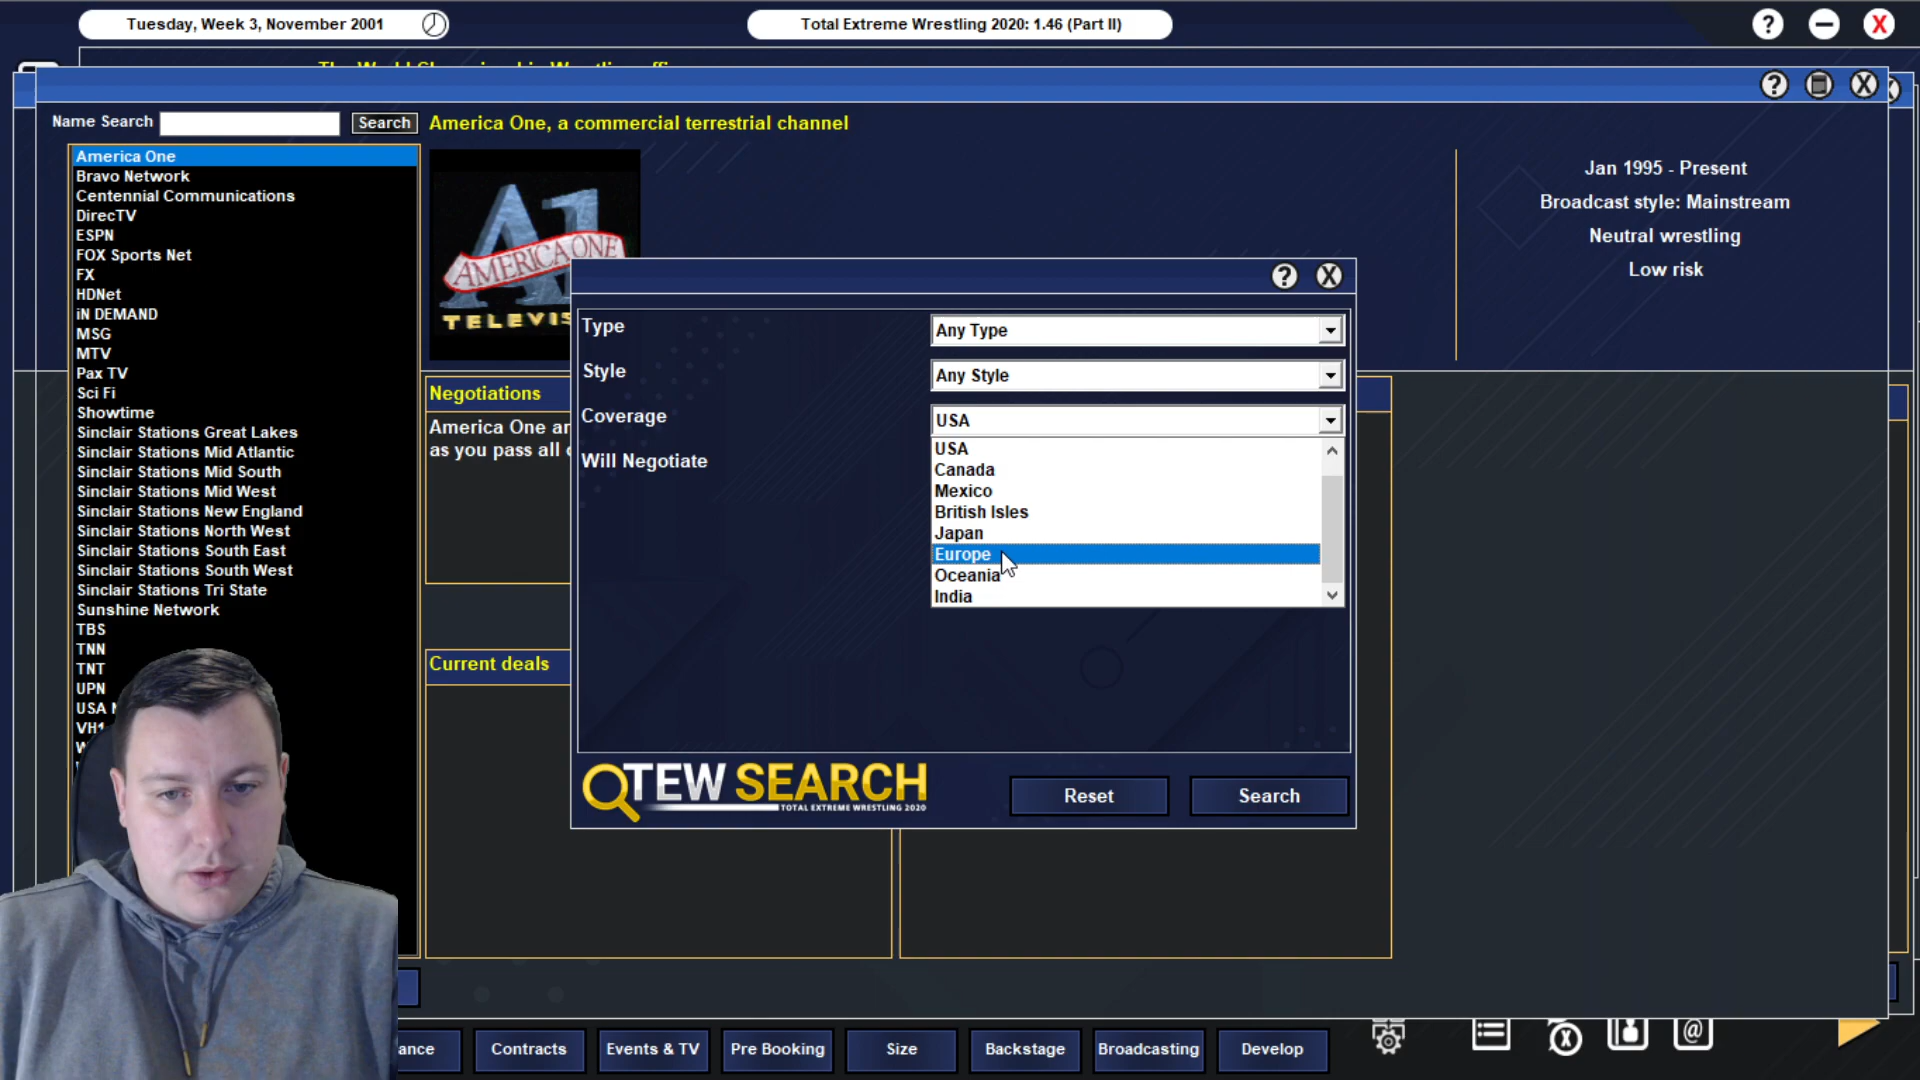 Tuesday, Week 3, November 2001
Total Extreme Wrestling 2020: 1.46 (Part II)
?
X
Name Search
Search
America One, a commercial terrestrial channel
America One
Bravo Network
Centennial Communications
DirecTV
ESPN
FOX Sports Net
FX
HDNet
iN DEMAND
MSG
MTV
Pax TV
Sci Fi
Showtime
Sinclair Stations Great Lakes
Sinclair Stations Mid Atlantic
Sinclair Stations Mid South
Sinclair Stations Mid West
Sinclair Stations New England
Sinclair Stations North West
Sinclair Stations South East
Sinclair Stations South West
Sinclair Stations Tri State
Sunshine Network
TBS
TNN
TNT
UPN
USA
VH1
A1
AMERICA ONE
Jan 1995 - Present
Broadcast style: Mainstream
Neutral wrestling
Low risk
Negotiations
America One
as you pass all
Current deals
Type
Any Type
Style
Any Style
Coverage
USA
USA
Canada
Mexico
British Isles
Japan
Europe
Oceania
India
Will Negotiate
TEW SEARCH
TOTAL EXTREME WRESTLING 2020
Reset
Search
Contracts
Events & TV
Pre Booking
Size
Backstage
Broadcasting
Develop